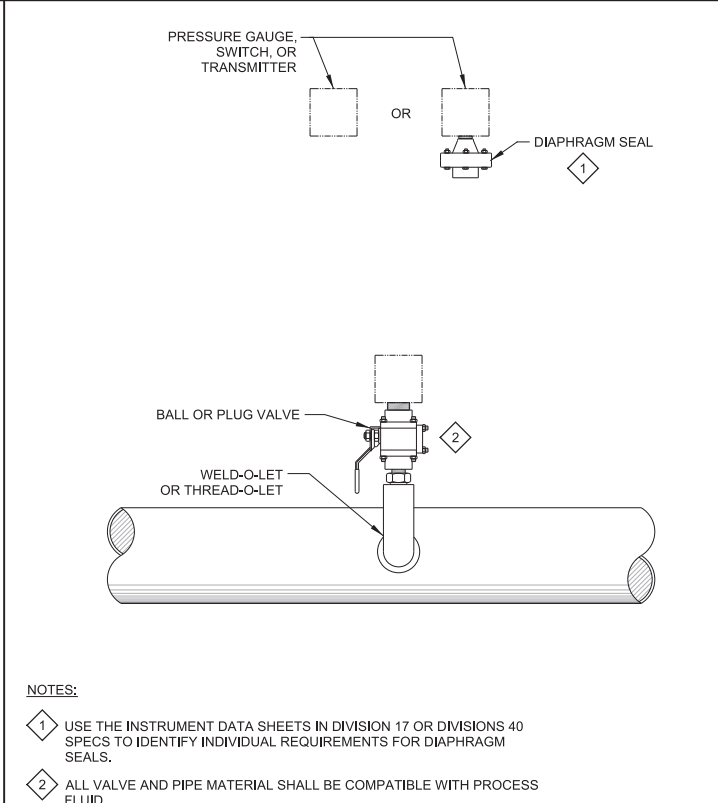 PRESSURE GAUGE,
SWITCH, OR
TRANSMITTER
OR
DIAPHRAGM SEAL
1
BALL OR PLUG VALVE
2
WELD-O-LET
OR THREAD-O-LET
NOTES:
1 USE THE INSTRUMENT DATA SHEETS IN DIVISION 17 OR DIVISIONS 40
SPECS TO IDENTIFY INDIVIDUAL REQUIREMENTS FOR DIAPHRAGM
SEALS.
2 ALL VALVE AND PIPE MATERIAL SHALL BE COMPATIBLE WITH PROCESS
FLUID